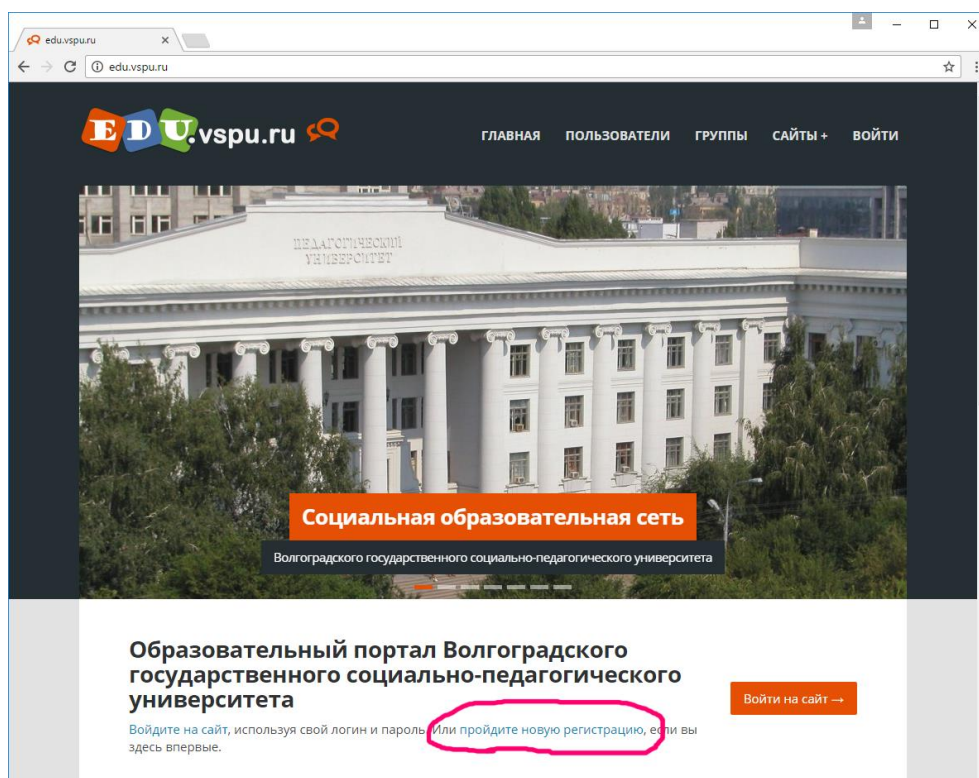 edu.vspu.ru
edu.vspu.ru
EDU.vspu.ru
ГЛАВНАЯ ПОЛЬЗОВАТЕЛИ ГРУППЫ САЙТЫ + ВОЙТИ
ПЕДАГОГИЧЕСКИЙ
УНИВЕРСИТЕТ
Социальная образовательная сеть
Волгоградского государственного социально-педагогического университета
Образовательный портал Волгоградского
государственного социально-педагогического
университета
Войти на сайт →
Войдите на сайт, используя свой логин и пароль. Или пройдите новую регистрацию, если вы
здесь впервые.